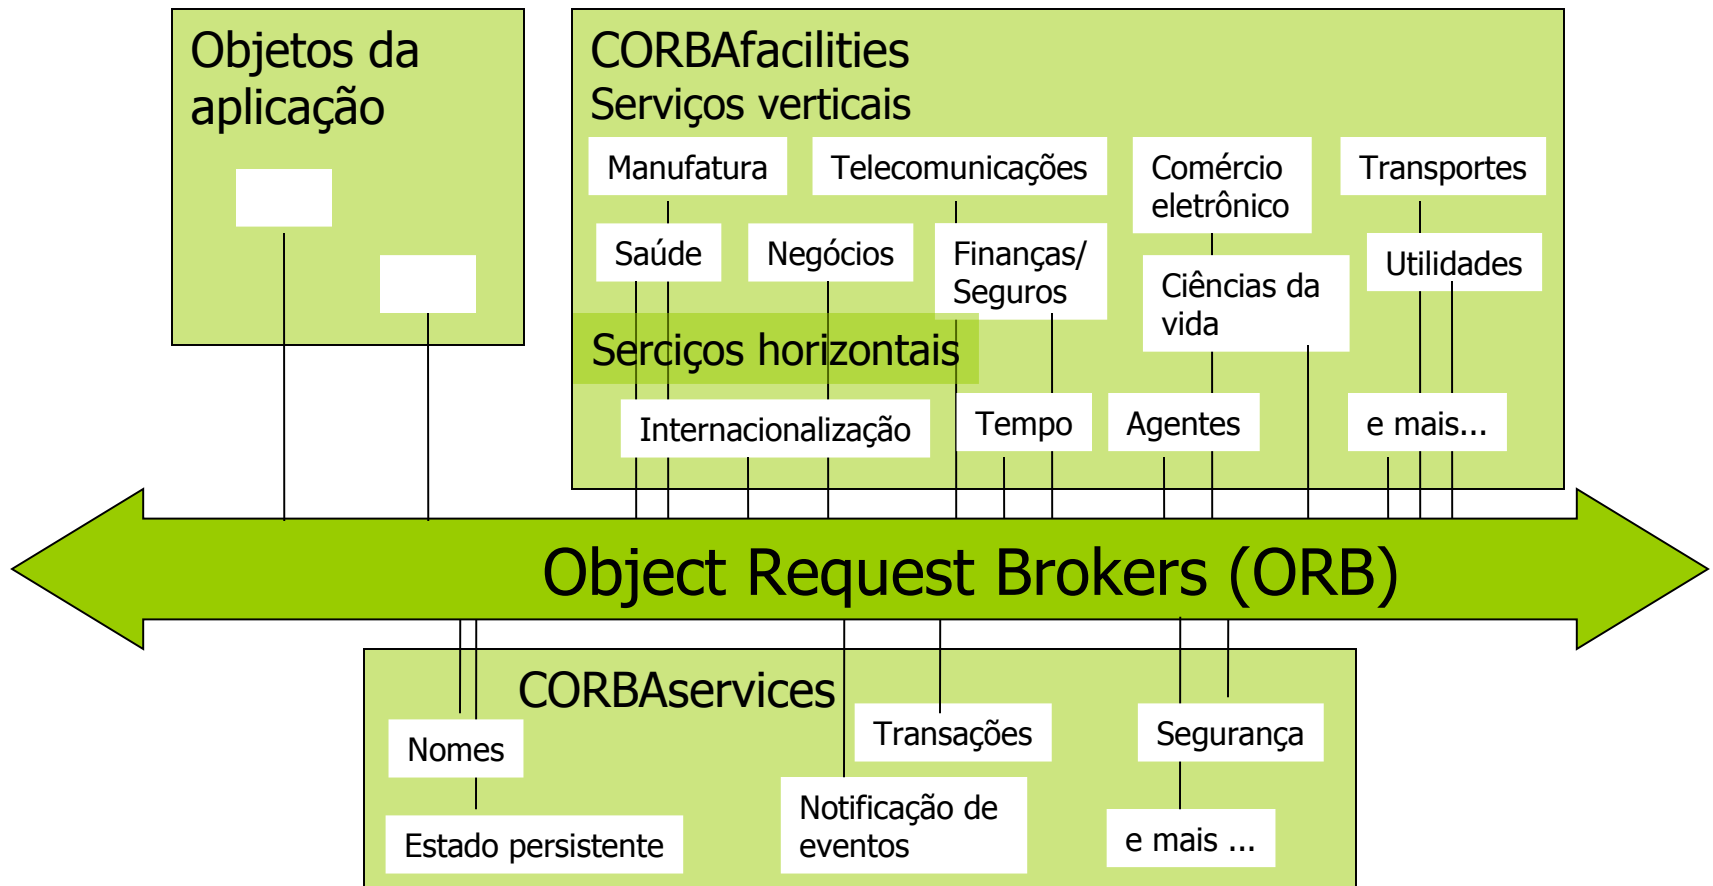 Objetos da
aplicação
CORBAfacilities
Serviços verticais
Manufatura
Telecomunicações
Comércio
eletrônico
Transportes
Saúde
Negócios
Finanças/
Seguros
Ciências da
vida
Utilidades
Serciços horizontais
Internacionalização
Tempo
Agentes
e mais...
Object Request Brokers (ORB)
CORBAservices
Nomes
Transações
Segurança
Estado persistente
Notificação de
eventos
e mais ...